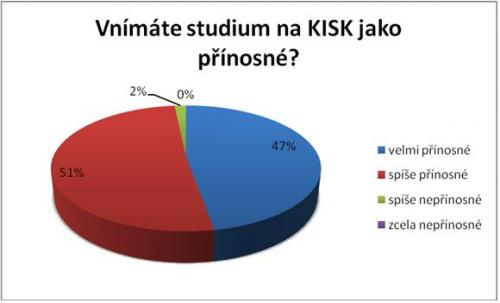 Vnímáte studium na KISK jako
přínosné?
2%
0%
47%
51%
velmi přínosné
spíše přínosné
spíše nepřínosné
zcela nepřínosné